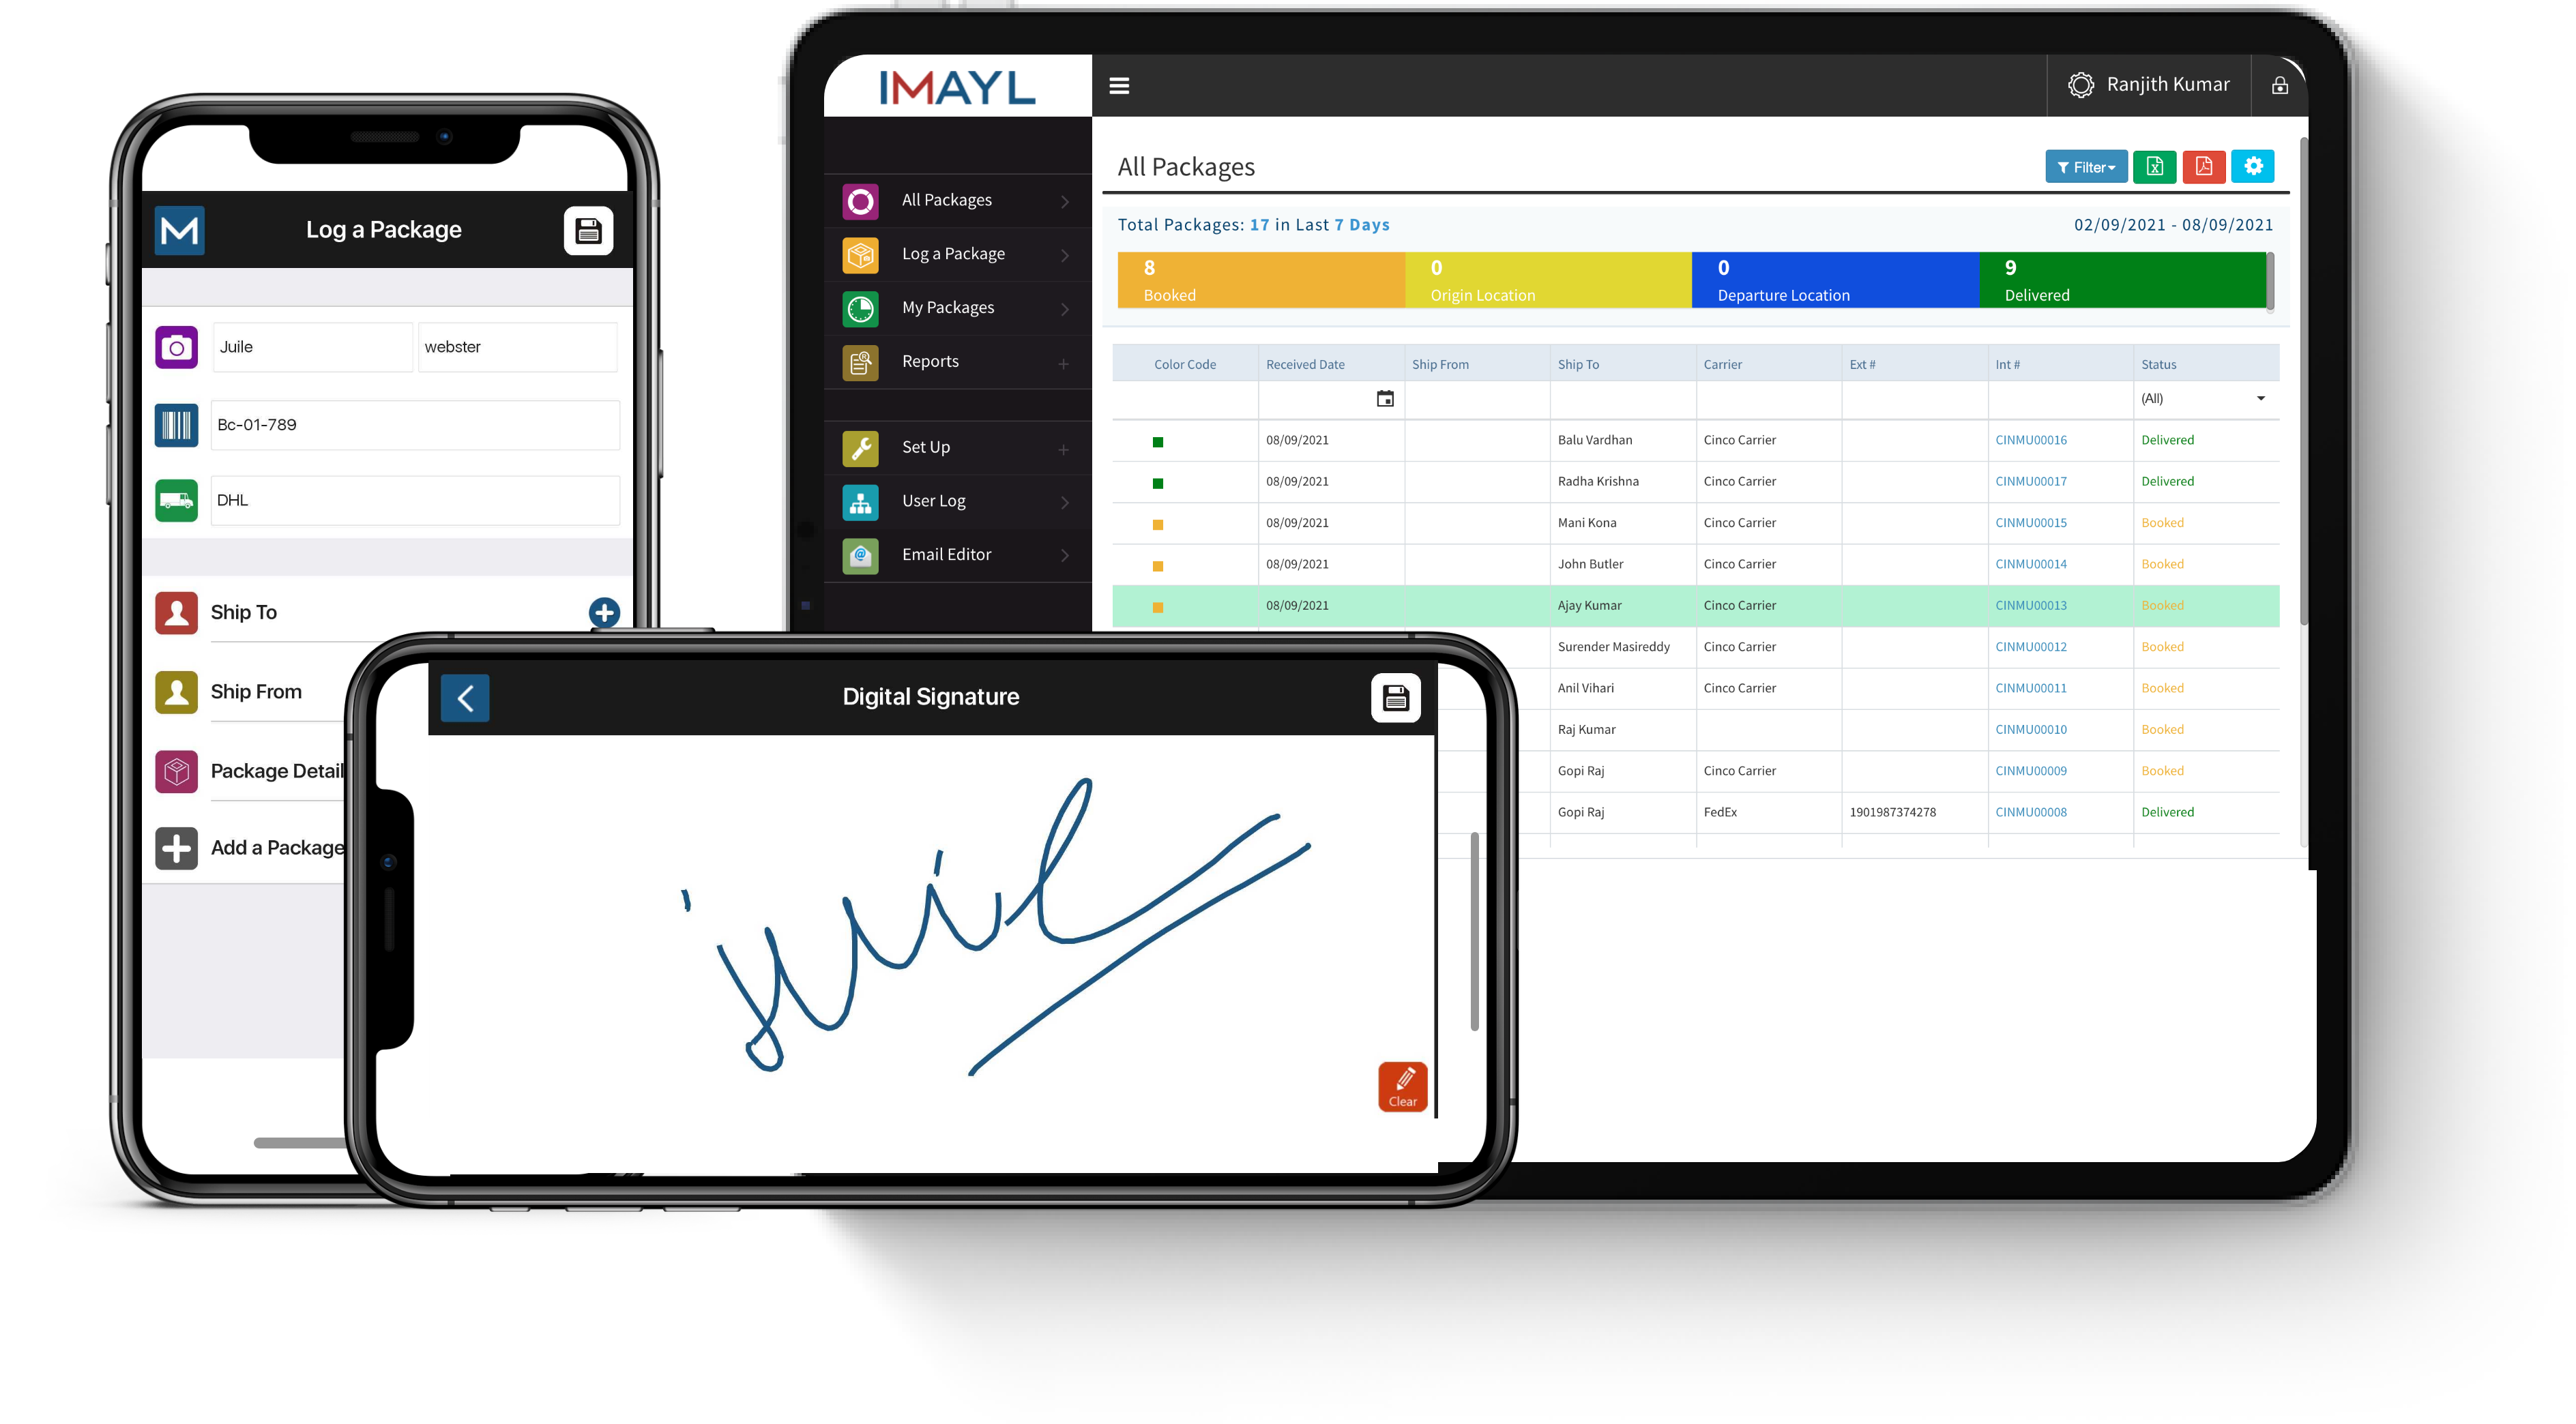 Log a Package
Juile webster
Bc-01-789
DHL
Ship To
Ship From
Package Detail
Add a Package
Digital Signature
juil
Clear
IMAYL
Ranjith Kumar
All Packages
Log a Package
My Packages
Reports
Set Up
User Log
Email Editor
All Packages
Filter
Total Packages: 17 in Last 7 Days 02/09/2021 - 08/09/2021
8 0 0 9
Booked Origin Location Departure Location Delivered
Color Code Received Date Ship From Ship To Carrier Ext # Int # Status
(All)
08/09/2021 Balu Vardhan Cinco Carrier CINMU00016 Delivered
08/09/2021 Radha Krishna Cinco Carrier CINMU00017 Delivered
08/09/2021 Mani Kona Cinco Carrier CINMU00015 Booked
08/09/2021 John Butler Cinco Carrier CINMU00014 Booked
08/09/2021 Ajay Kumar Cinco Carrier CINMU00013 Booked
Surender Masireddy Cinco Carrier CINMU00012 Booked
Anil Vihari Cinco Carrier CINMU00011 Booked
Raj Kumar CINMU00010 Booked
Gopi Raj Cinco Carrier CINMU00009 Booked
Gopi Raj FedEx 1901987374278 CINMU00008 Delivered